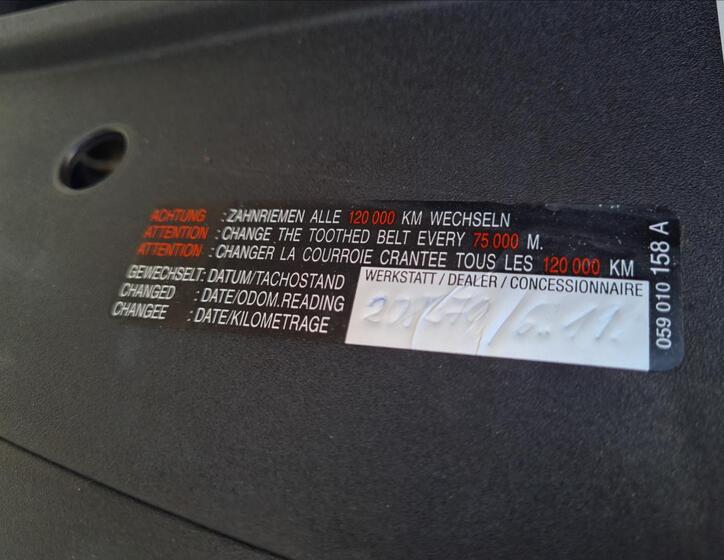 ACHTUNG : ZAHNRIEMEN ALLE 120 000 KM WECHSELN
ATTENTION : CHANGE THE TOOTHED BELT EVERY 75 000 M.
ATTENTION : CHANGER LA COURROIE CRANTEE TOUS LES 120 000 KM
GEWECHSELT: DATUM/TACHOSTAND
CHANGED : DATE/ODOM.READING
CHANGEE : DATE/KILOMETRAGE
WERKSTATT / DEALER / CONCESSIONNAIRE
059 010 158 A